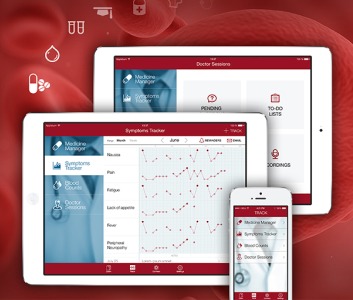 Doctor Sessions
Medicine
Manager
Symptoms
Tracker
PENDING
TO-DO
LISTS
Symptoms Tracker
+ TRACK
Medicine
Manager
Symptoms
Tracker
Blood
Counts
Doctor
Sessions
Month
June
REMINDERS
EMAIL
Nausea
Pain
Fatigue
Lack of appetite
Fever
Peripheral
Neuropathy
TRACK
Medicine Manager
Symptoms Tracker
Blood Counts
Doctor Sessions